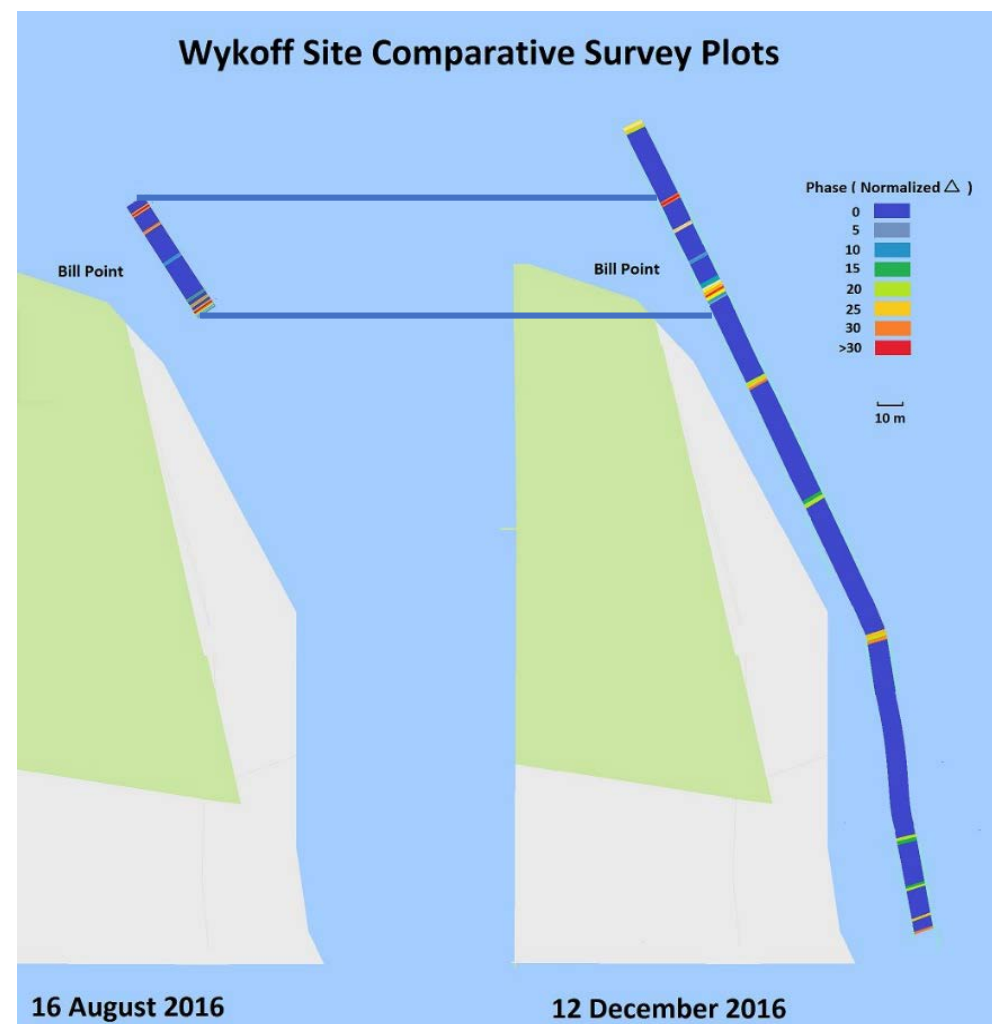 Wykoff Site Comparative Survey Plots
Phase ( Normalized △ )
0
5
10
15
20
25
30
>30
10 m
Bill Point
Bill Point
16 August 2016
12 December 2016